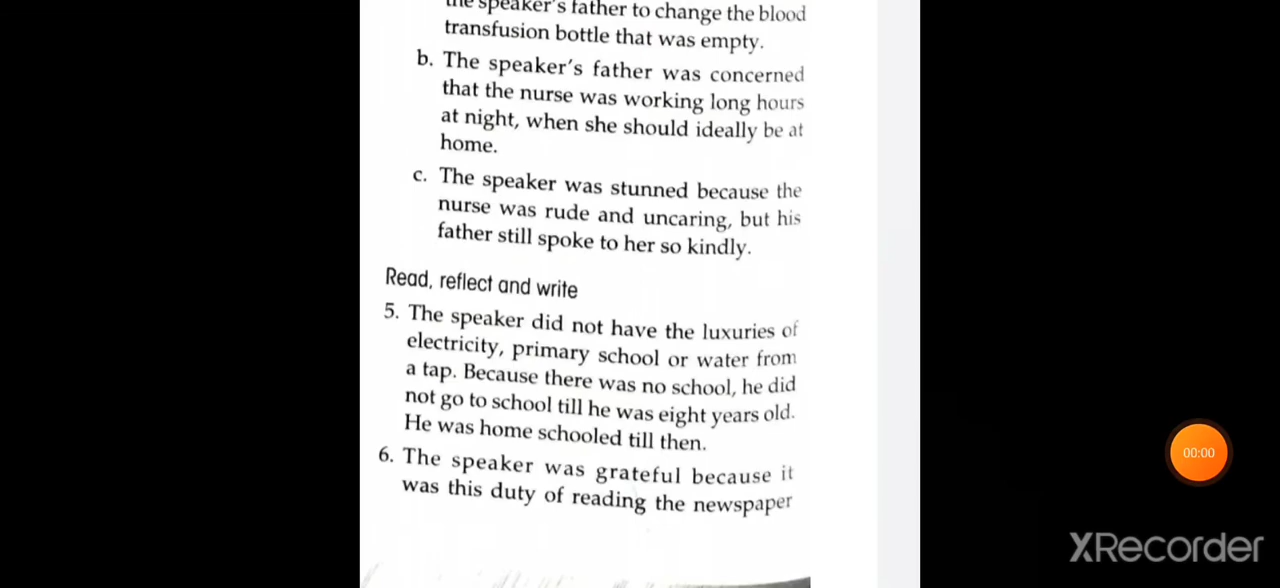 the speaker's father to change the blood
transfusion bottle that was empty.
b. The speaker's father was concerned
that the nurse was working long hours
at night, when she should ideally be at
home.
c. The speaker was stunned because the
nurse was rude and uncaring, but his
father still spoke to her so kindly.
Read, reflect and write
5. The speaker did not have the luxuries of
electricity, primary school or water from
a tap. Because there was no school, he did
not go to school till he was eight years old.
He was home schooled till then.
6. The speaker was grateful because it
was this duty of reading the newspaper
00:00
XRecorder